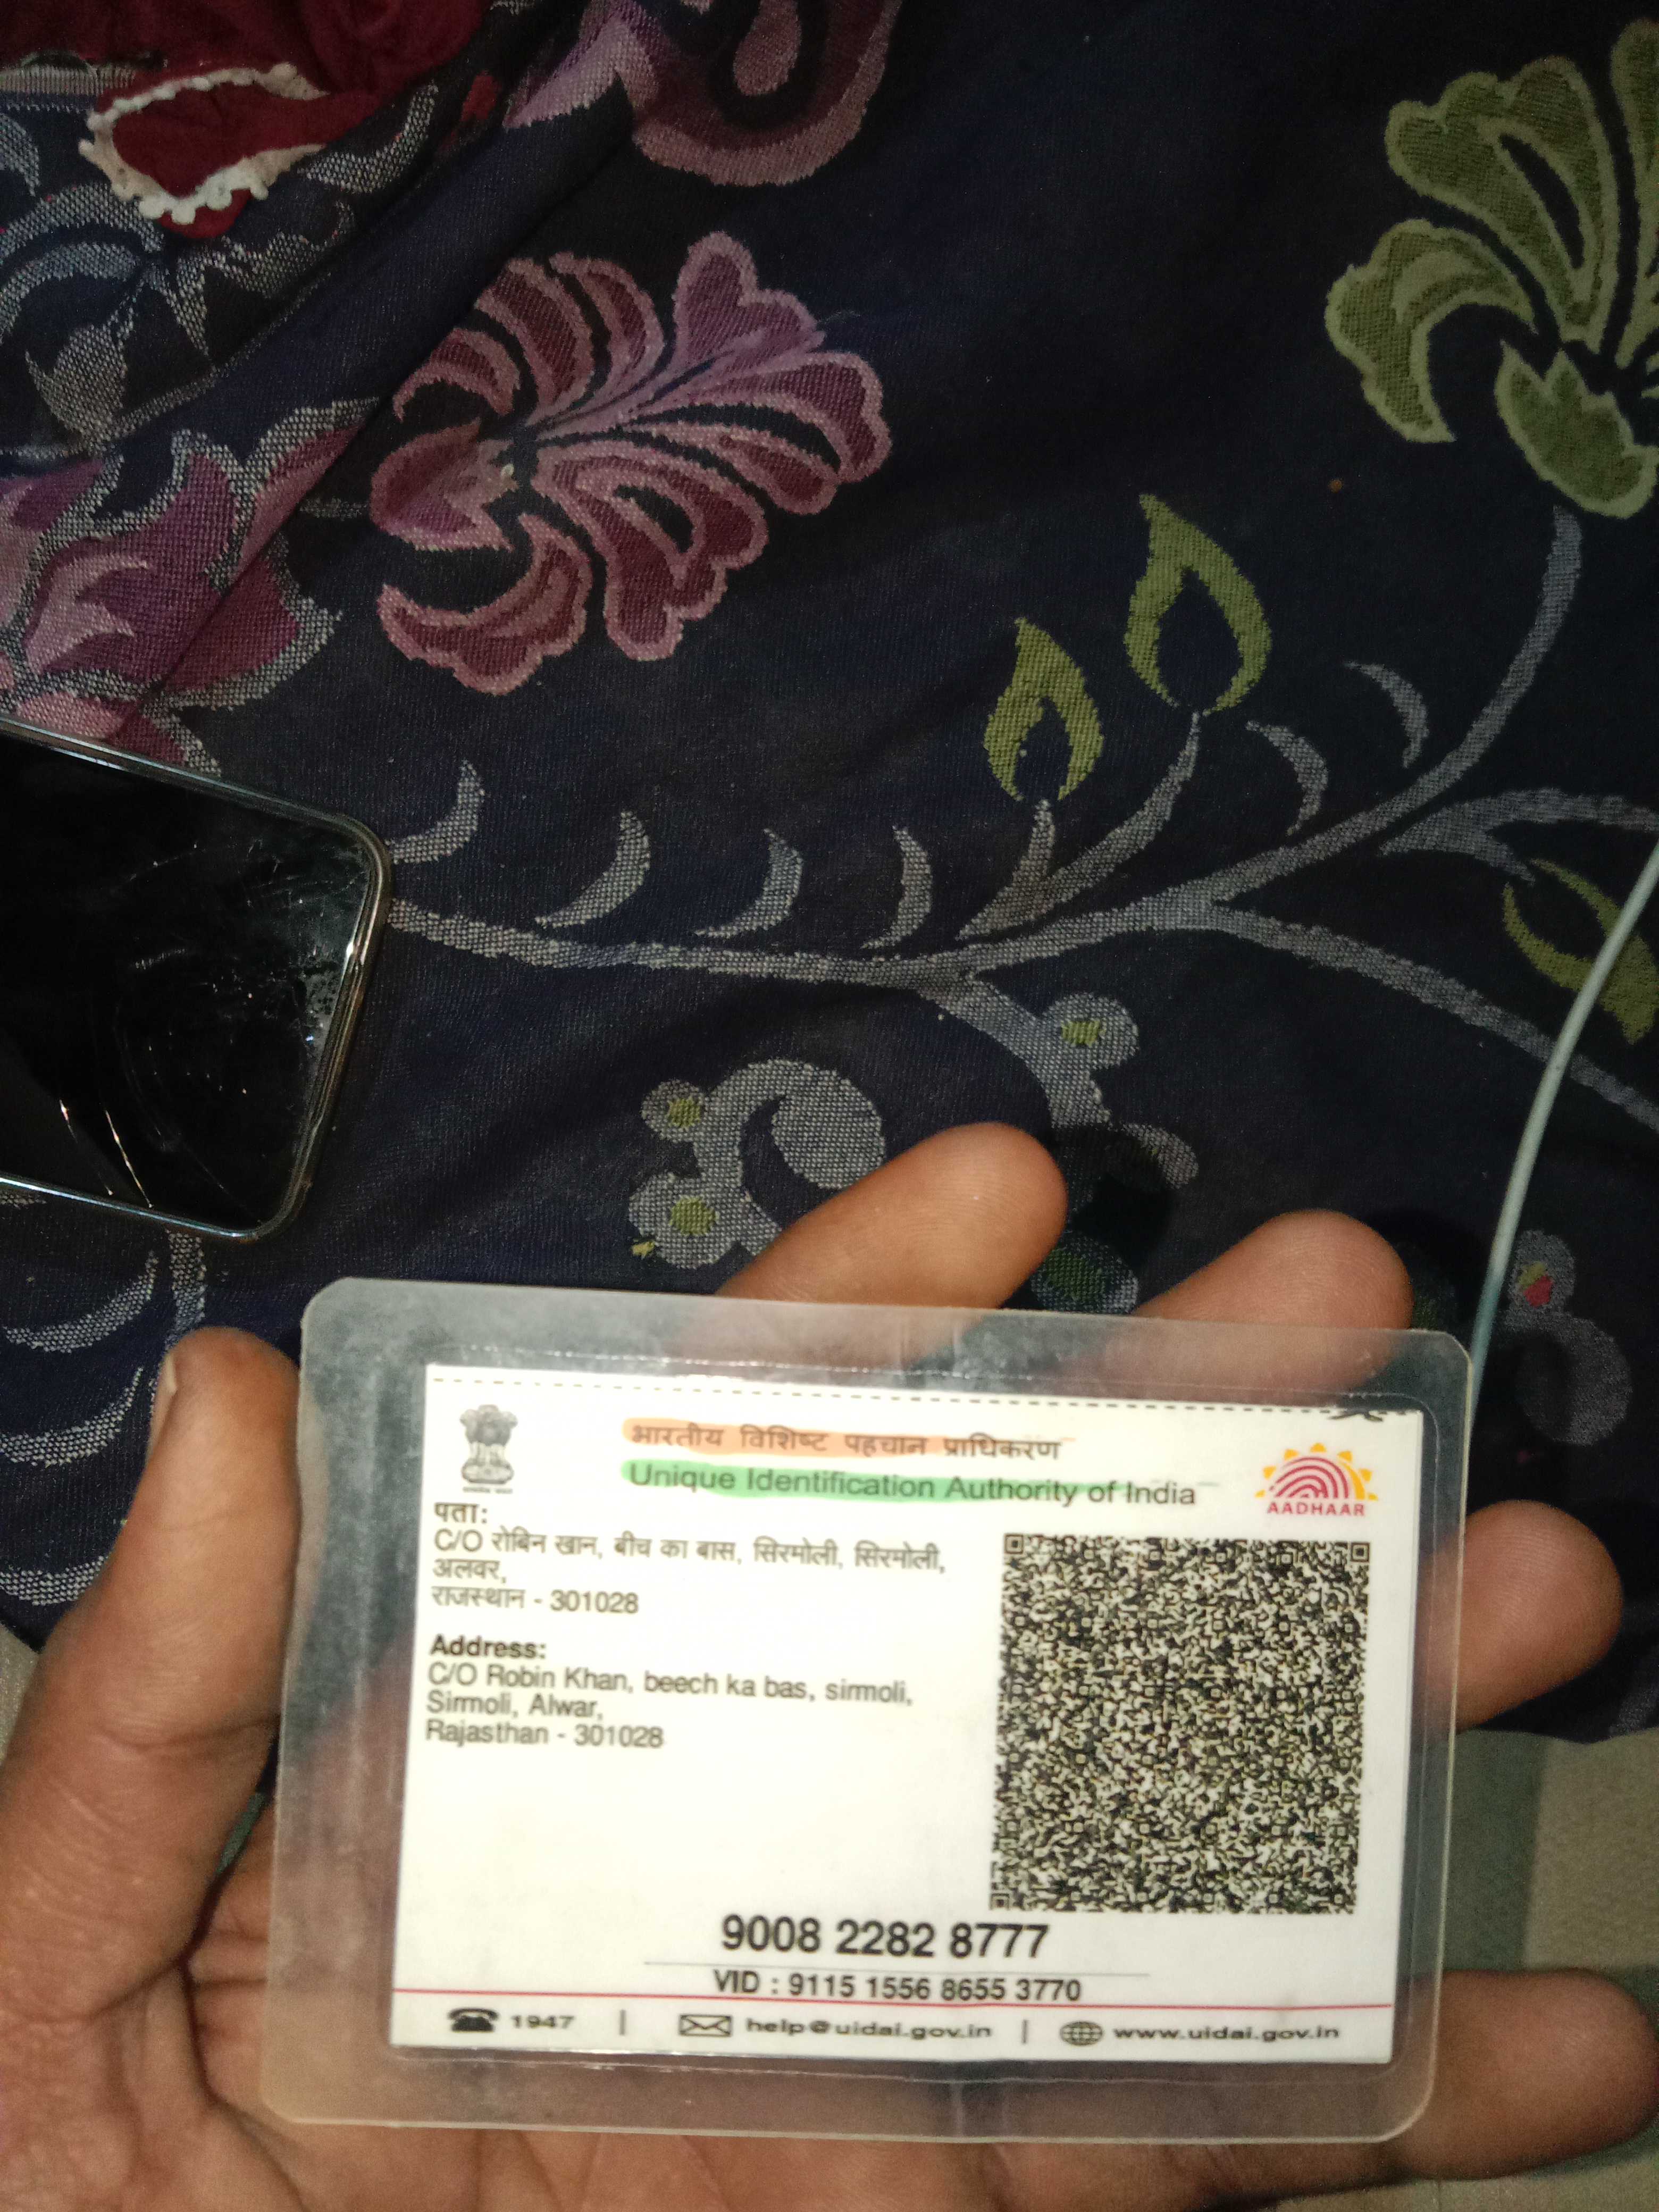 भारतीय विशिष्ट पहचान प्राधिकरण
Unique Identification Authority of India
AADHAAR
पता:
C/O रोबिन खान, बीच का बास, सिरमोली, सिरमोली,
अलवर,
राजस्थान - 301028
Address:
C/O Robin Khan, beech ka bas, sirmoli,
Sirmoli, Alwar,
Rajasthan - 301028
9008 2282 8777
VID : 9115 1556 8655 3770
1947 | help@uidai.gov.in | www.uidai.gov.in